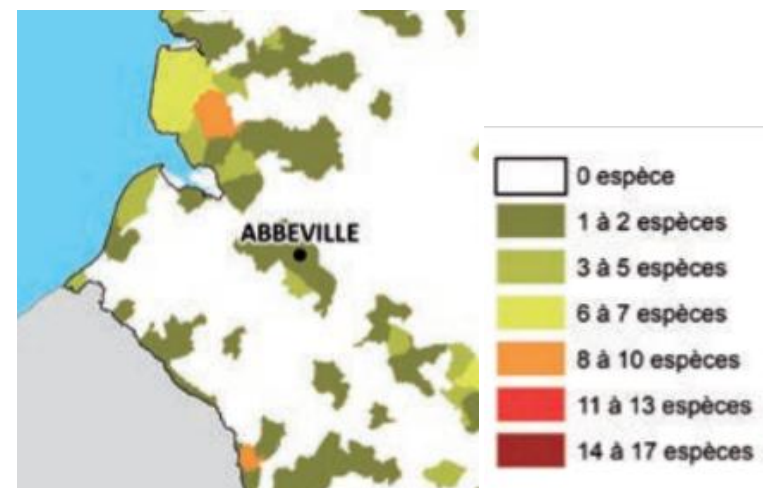 ABBEVILLE
0 espèce
1 à 2 espèces
3 à 5 espèces
6 à 7 espèces
8 à 10 espèces
11 à 13 espèces
14 à 17 espèces